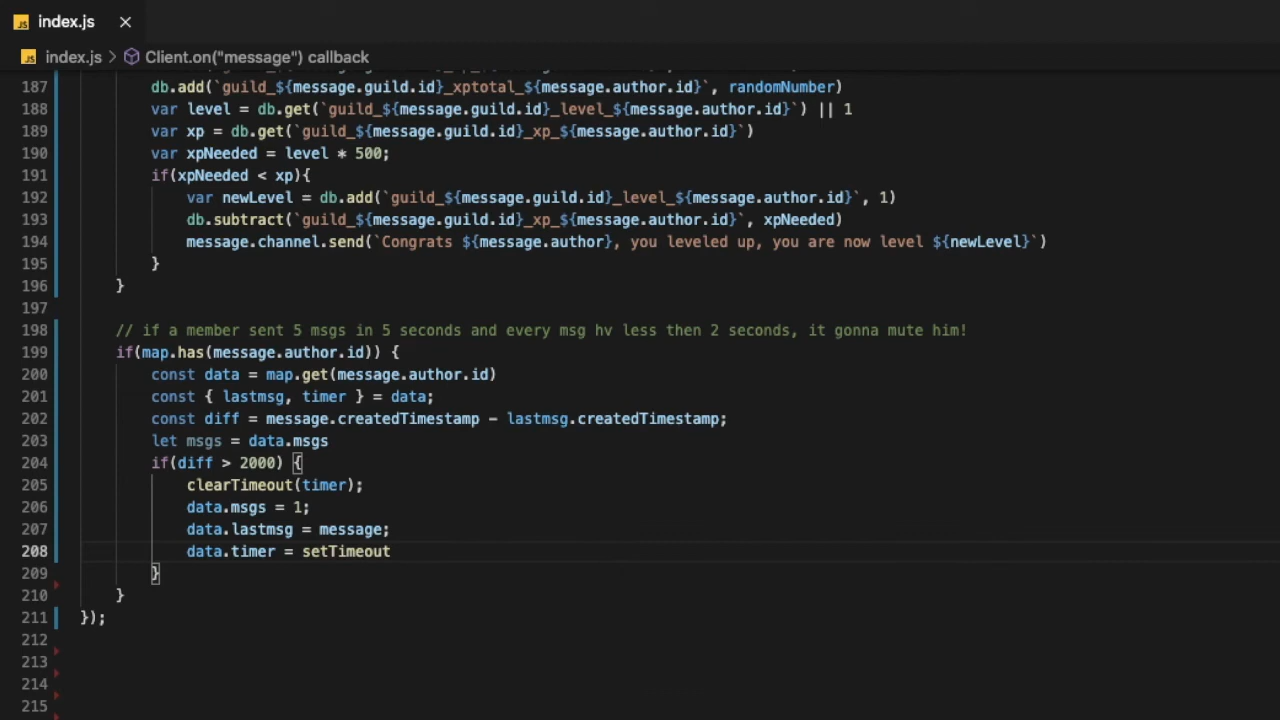 JS index.js ×
JS index.js > Client.on("message") callback
187 db.add(`guild_${message.guild.id}_xptotal_${message.author.id}`, randomNumber)
188 var level = db.get(`guild_${message.guild.id}_level_${message.author.id}`) || 1
189 var xp = db.get(`guild_${message.guild.id}_xp_${message.author.id}`)
190 var xpNeeded = level * 500;
191 if(xpNeeded < xp){
192 var newLevel = db.add(`guild_${message.guild.id}_level_${message.author.id}`, 1)
193 db.subtract(`guild_${message.guild.id}_xp_${message.author.id}`, xpNeeded)
194 message.channel.send(`Congrats ${message.author}, you leveled up, you are now level ${newLevel}`)
195 }
196 }
197
198 // if a member sent 5 msgs in 5 seconds and every msg hv less then 2 seconds, it gonna mute him!
199 if(map.has(message.author.id)) {
200 const data = map.get(message.author.id)
201 const { lastmsg, timer } = data;
202 const diff = message.createdTimestamp - lastmsg.createdTimestamp;
203 let msgs = data.msgs
204 if(diff > 2000) {
205 clearTimeout(timer);
206 data.msgs = 1;
207 data.lastmsg = message;
208 data.timer = setTimeout
209 }
210 }
211 });
212
213
214
215